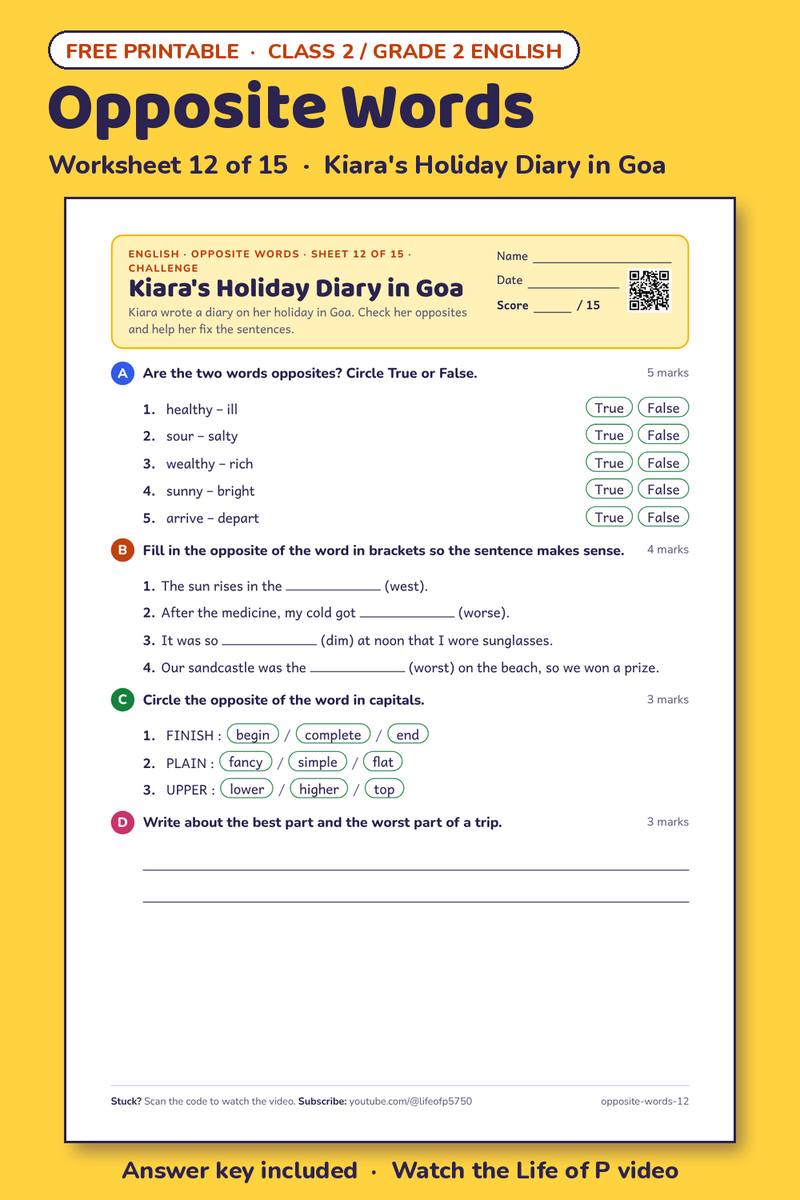 FREE PRINTABLE · CLASS 2 / GRADE 2 ENGLISH
Opposite Words
Worksheet 12 of 15 · Kiara's Holiday Diary in Goa
ENGLISH · OPPOSITE WORDS · SHEET 12 OF 15 ·
CHALLENGE
Kiara's Holiday Diary in Goa
Kiara wrote a diary on her holiday in Goa. Check her opposites
and help her fix the sentences.
Name ____________
Date ____________
Score ______ / 15
A Are the two words opposites? Circle True or False. 5 marks
1. healthy – ill True False
2. sour – salty True False
3. wealthy – rich True False
4. sunny – bright True False
5. arrive – depart True False
B Fill in the opposite of the word in brackets so the sentence makes sense. 4 marks
1. The sun rises in the ____________ (west).
2. After the medicine, my cold got ____________ (worse).
3. It was so ____________ (dim) at noon that I wore sunglasses.
4. Our sandcastle was the ____________ (worst) on the beach, so we won a prize.
C Circle the opposite of the word in capitals. 3 marks
1. FINISH : begin / complete / end
2. PLAIN : fancy / simple / flat
3. UPPER : lower / higher / top
D Write about the best part and the worst part of a trip. 3 marks
Stuck? Scan the code to watch the video. Subscribe: youtube.com/@lifeofp5750 opposite-words-12
Answer key included · Watch the Life of P video